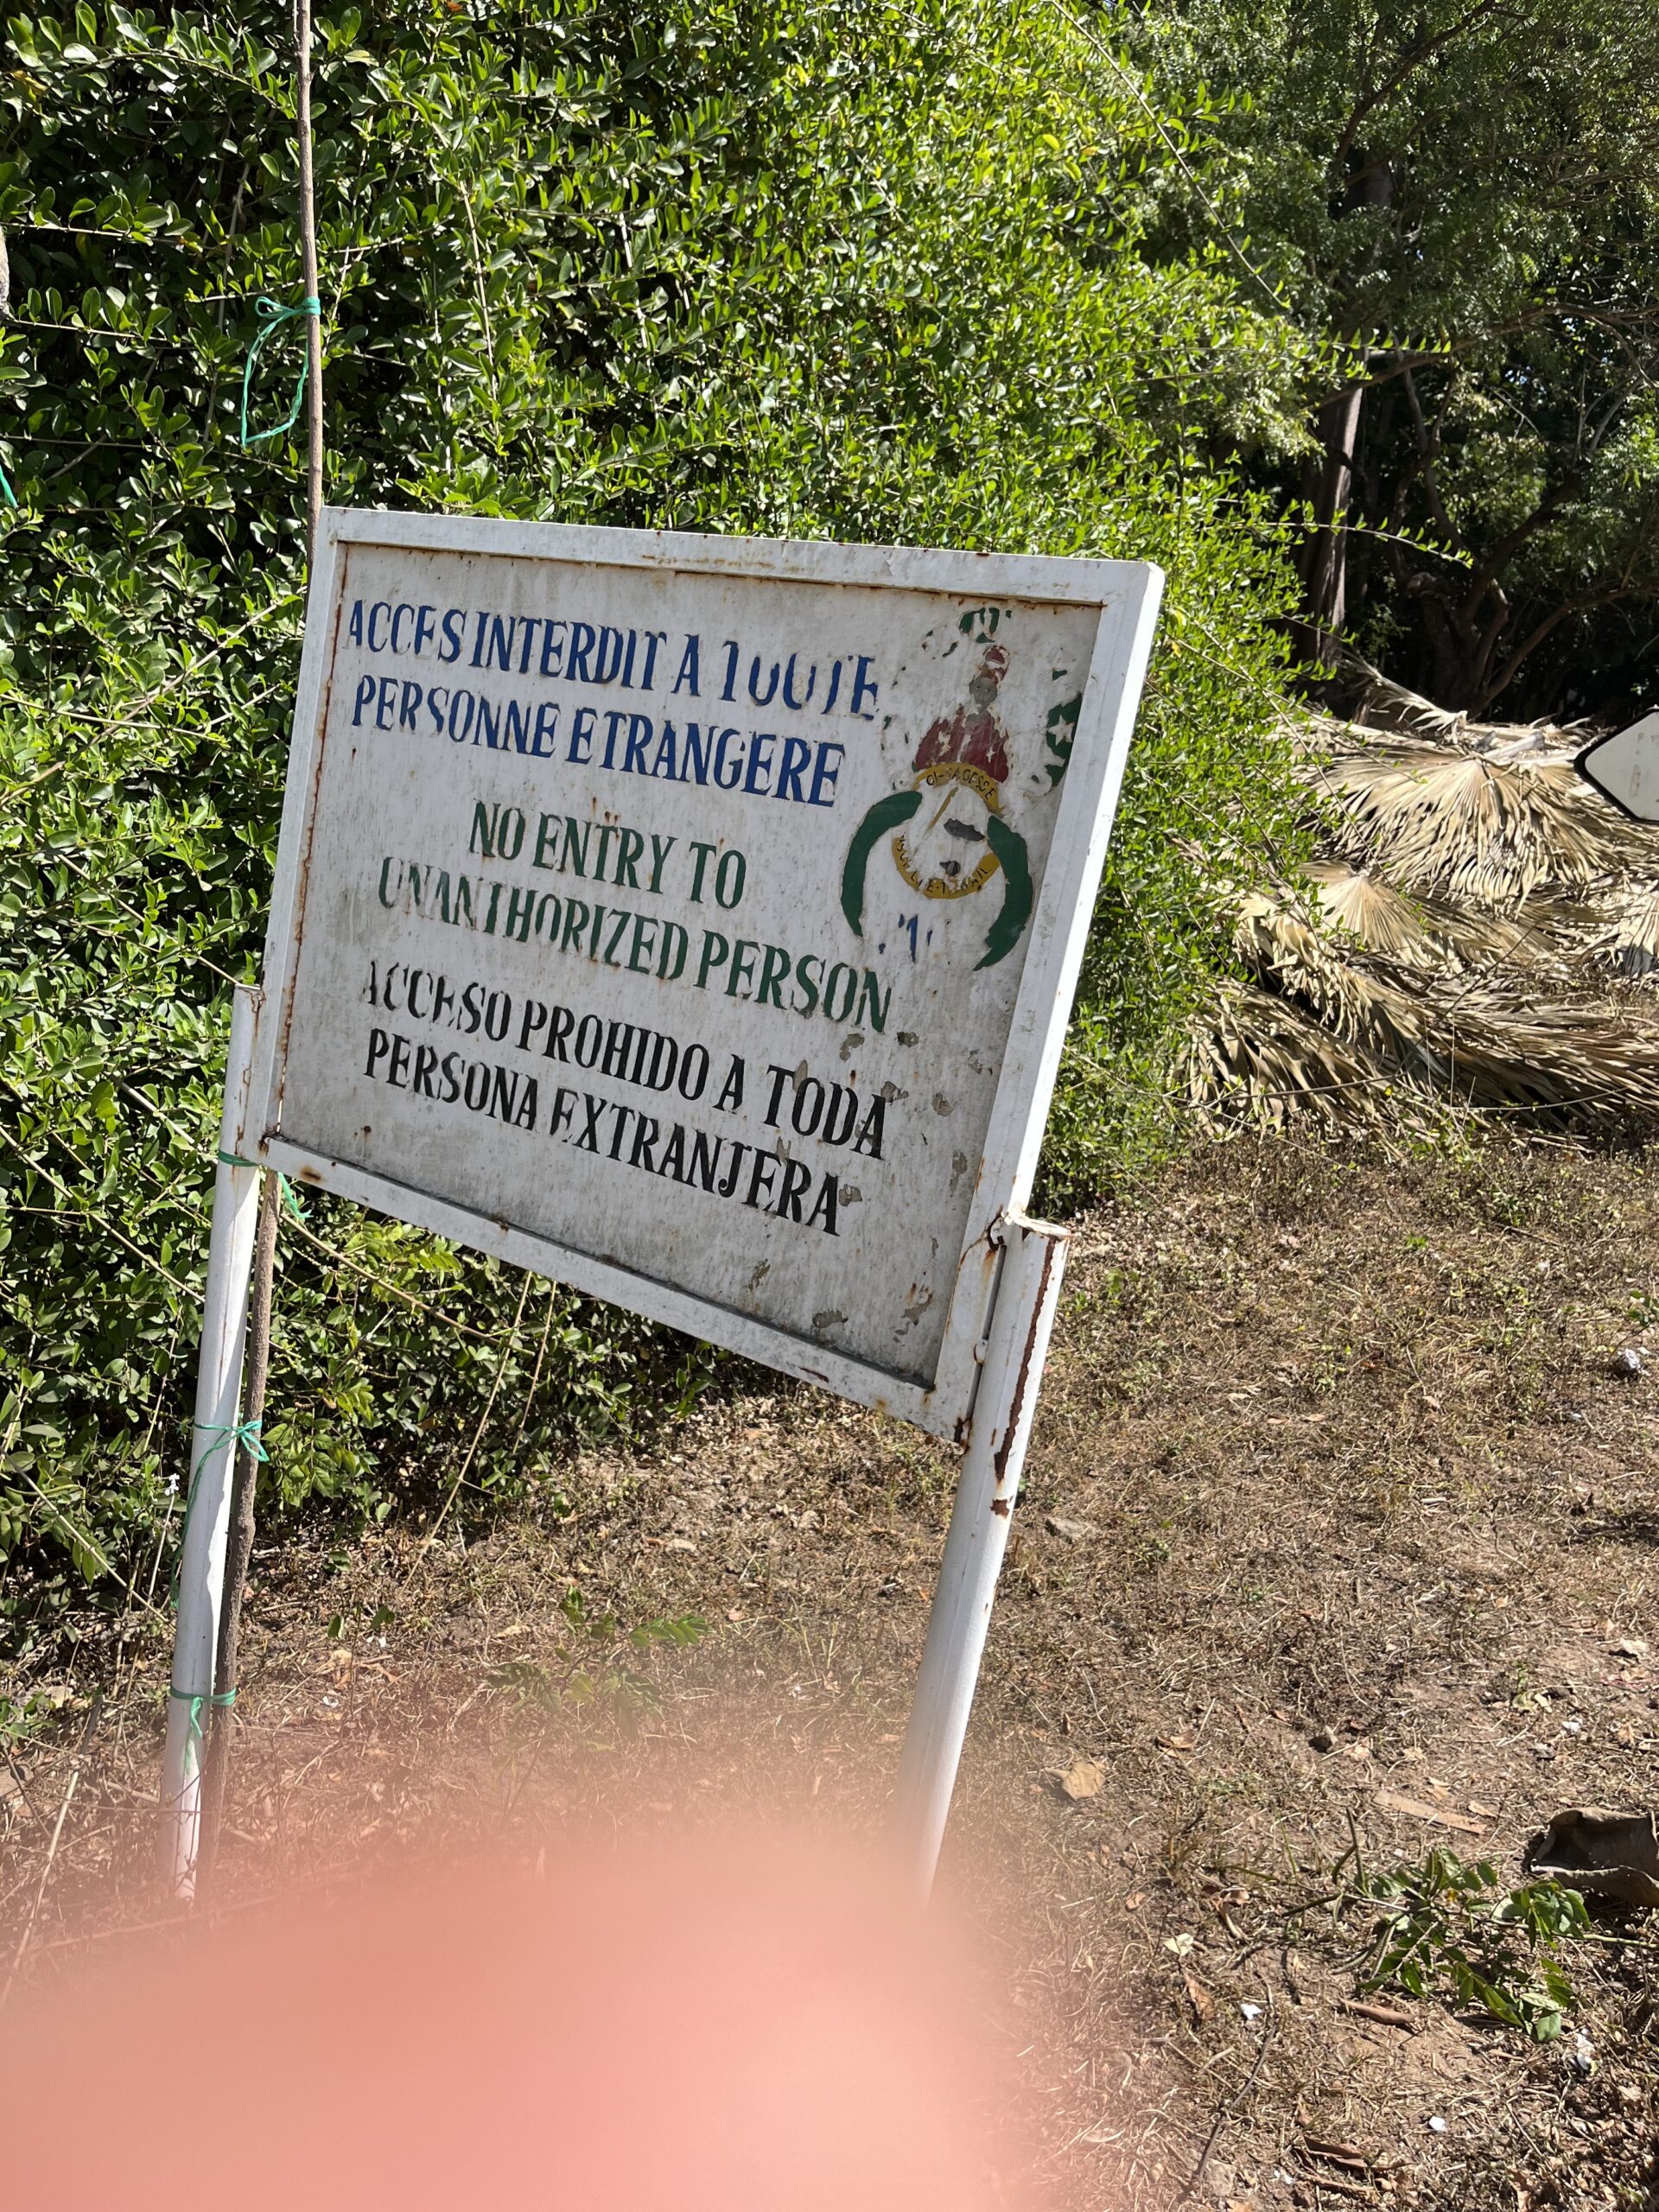 ACCES INTERDIT A TOUTE
PERSONNE ETRANGERE
NO ENTRY TO
UNANTHORIZED PERSON
ACCESO PROHIDO A TODA
PERSONA EXTRANJERA